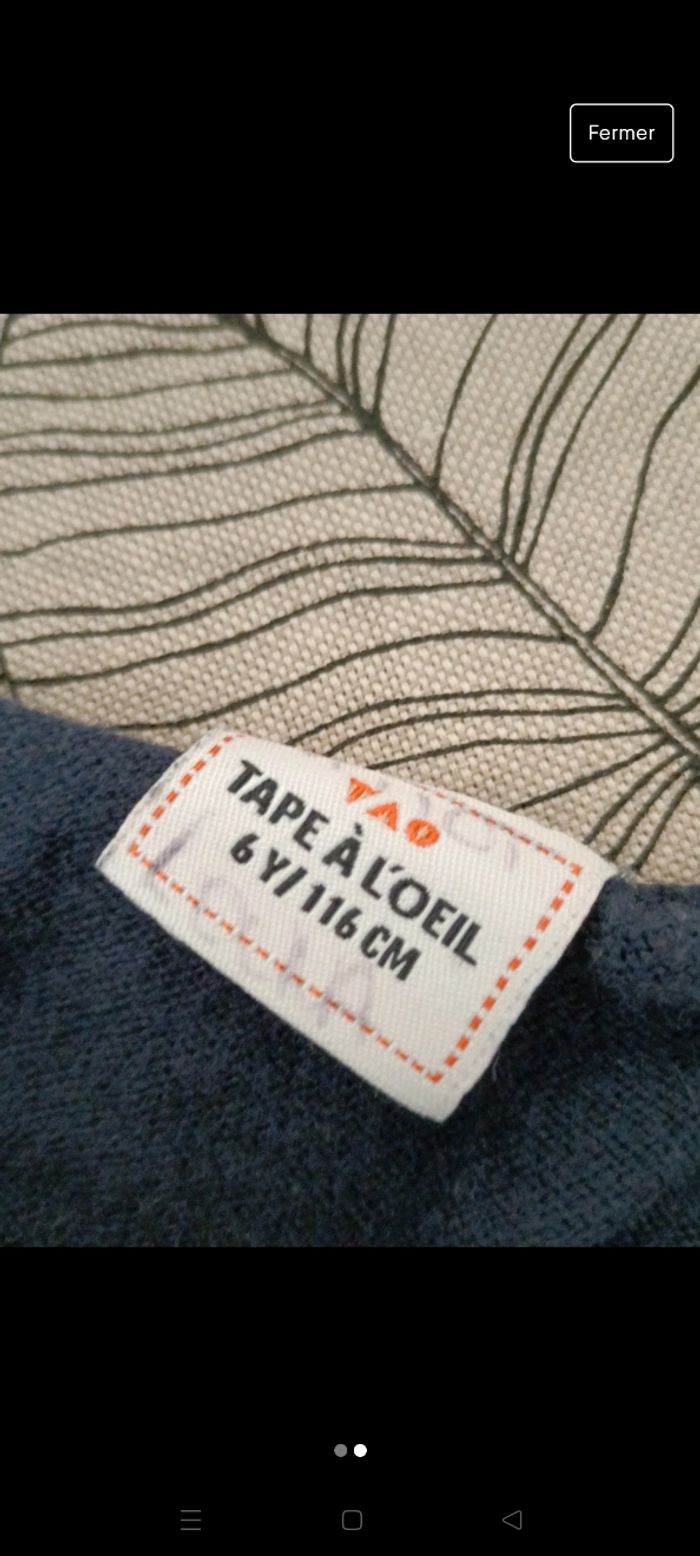 Fermer
TAO
TAPE À L'OEIL
6 Y/116 CM